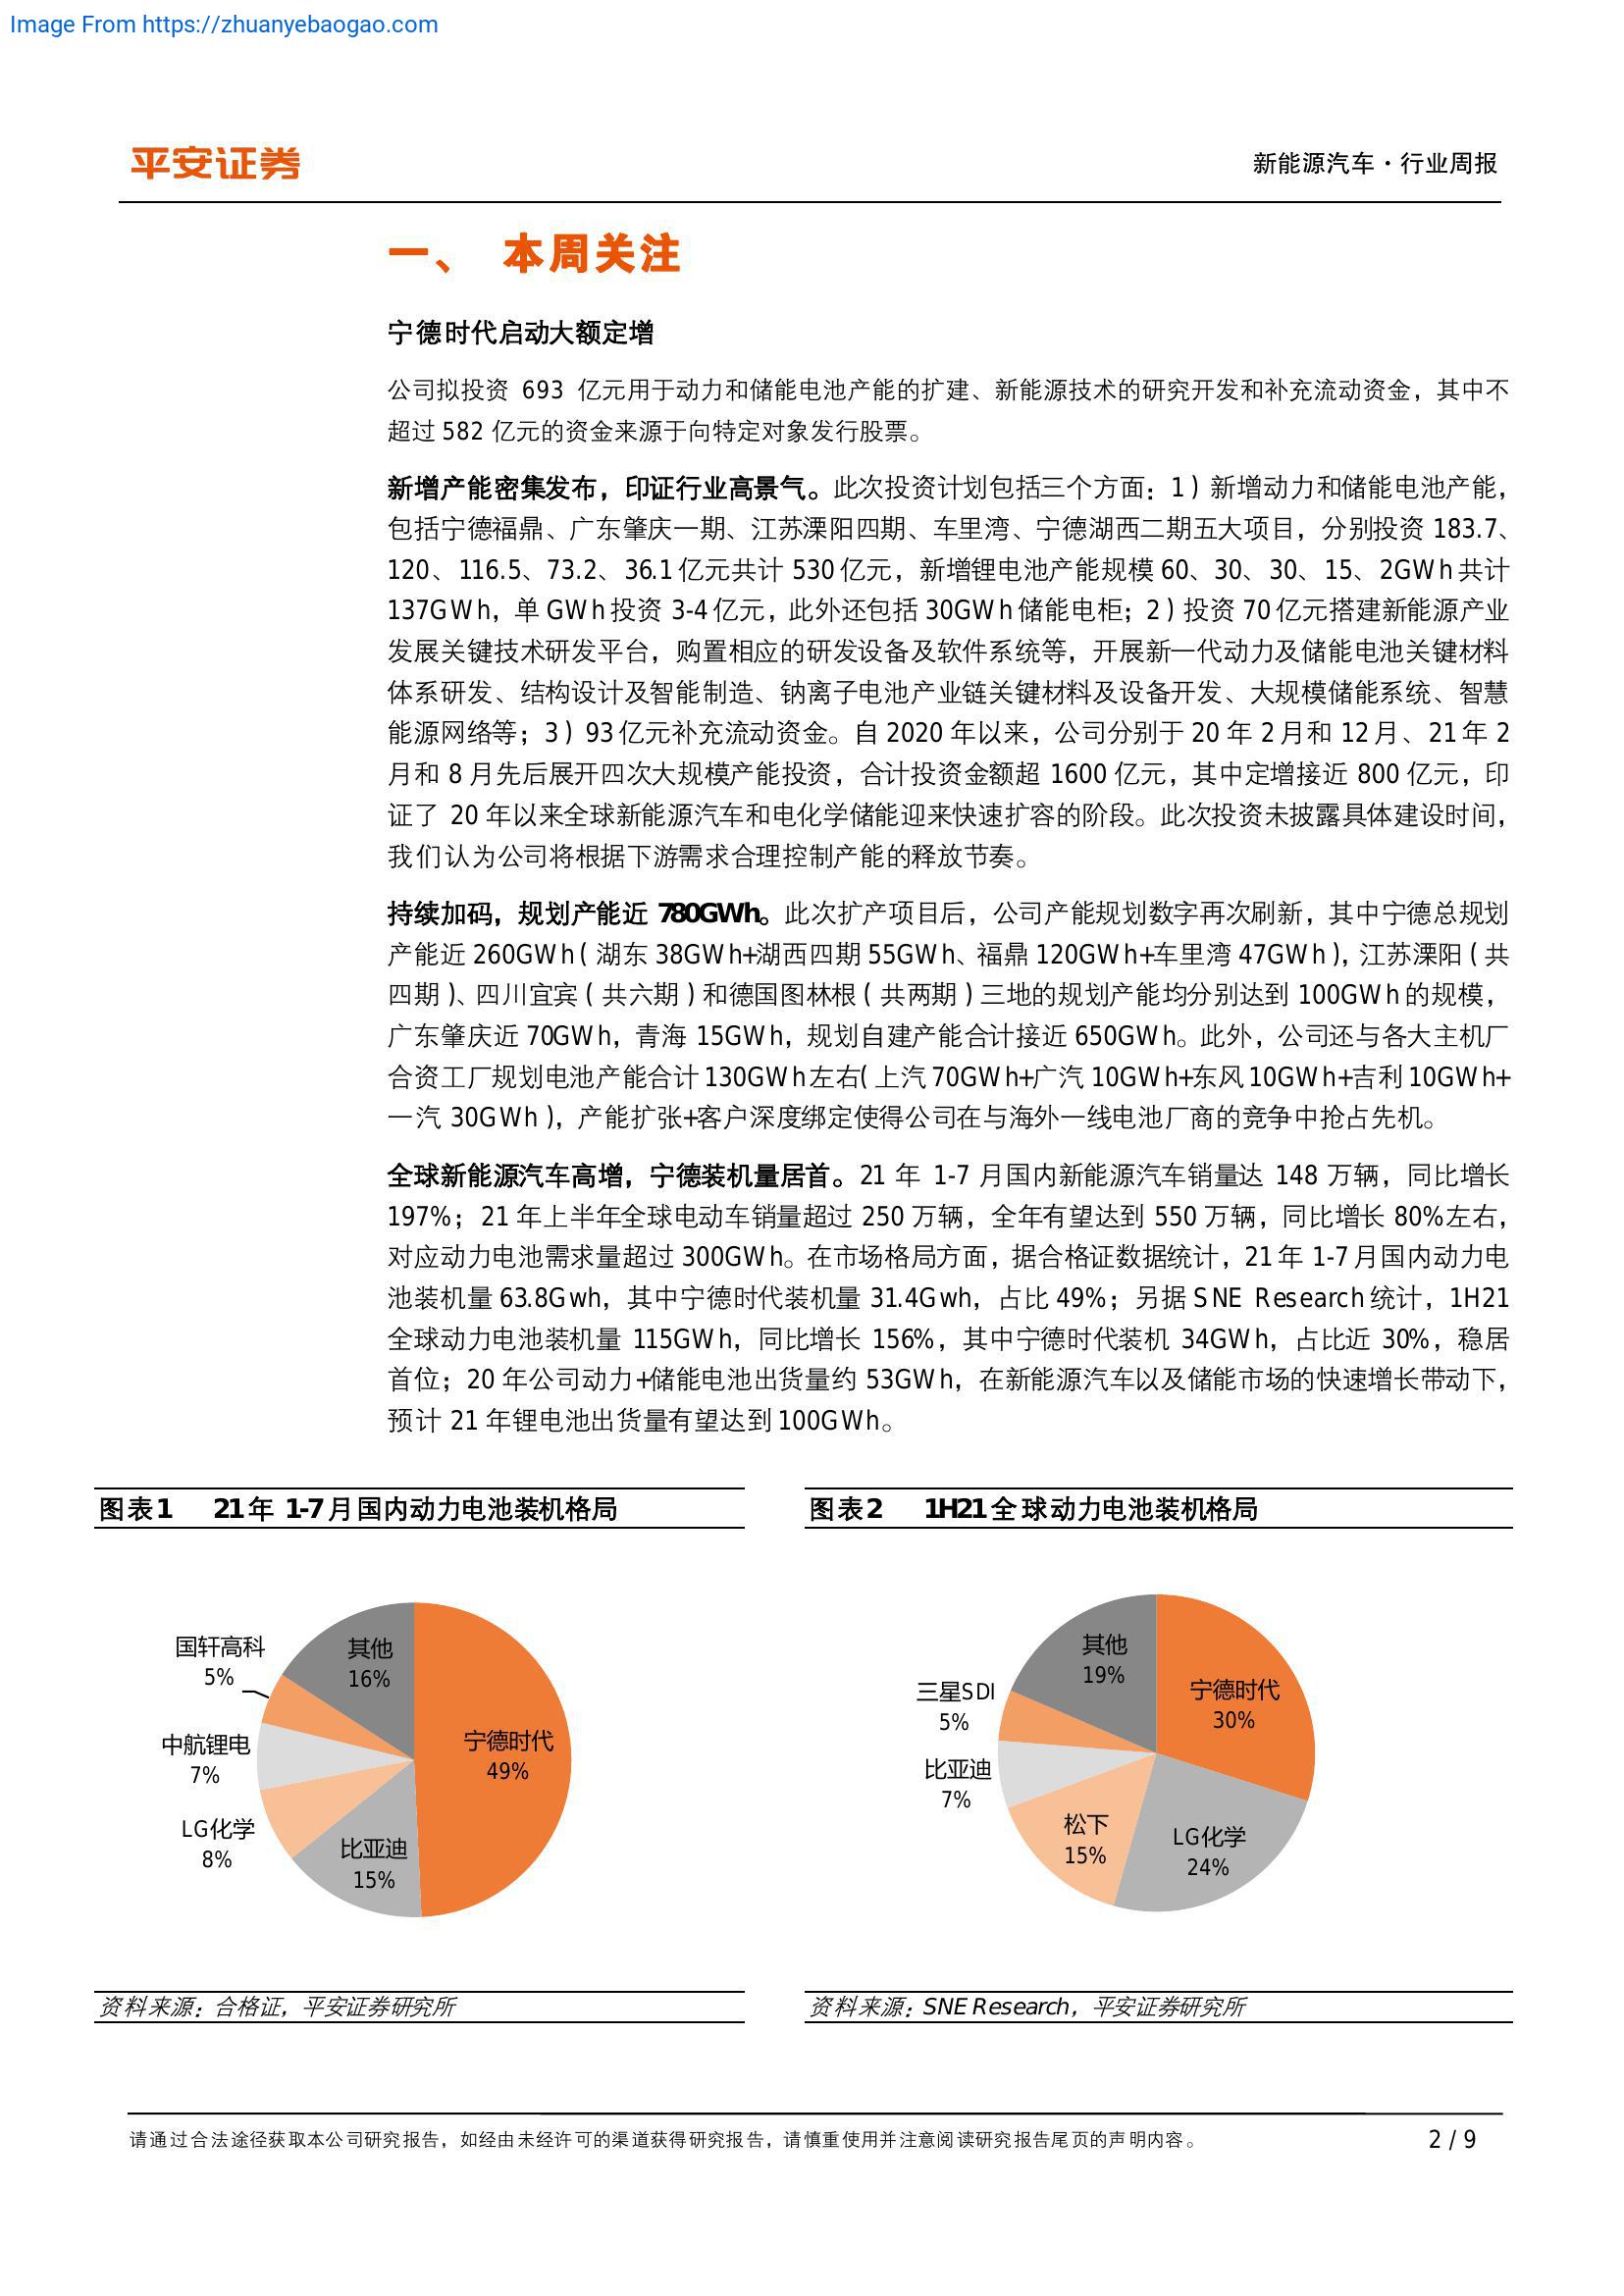 Image From https://zhuanyebaogao.com
平安证券
新能源汽车·行业周报
一、 本周关注
宁德时代启动大额定增
公司拟投资 693 亿元用于动力和储能电池产能的扩建、新能源技术的研究开发和补充流动资金，其中不
超过 582 亿元的资金来源于向特定对象发行股票。
新增产能密集发布，印证行业高景气。此次投资计划包括三个方面：1）新增动力和储能电池产能，
包括宁德福鼎、广东肇庆一期、江苏溧阳四期、车里湾、宁德湖西二期五大项目，分别投资 183.7、
120、116.5、73.2、36.1 亿元共计 530 亿元，新增锂电池产能规模 60、30、30、15、2GWh 共计
137GWh，单 GWh 投资 3-4 亿元，此外还包括 30GWh 储能电柜；2）投资 70 亿元搭建新能源产业
发展关键技术研发平台，购置相应的研发设备及软件系统等，开展新一代动力及储能电池关键材料
体系研发、结构设计及智能制造、钠离子电池产业链关键材料及设备开发、大规模储能系统、智慧
能源网络等；3）93 亿元补充流动资金。自 2020 年以来，公司分别于 20 年 2 月和 12 月、21 年 2
月和 8 月先后展开四次大规模产能投资，合计投资金额超 1600 亿元，其中定增接近 800 亿元，印
证了 20 年以来全球新能源汽车和电化学储能迎来快速扩容的阶段。此次投资未披露具体建设时间，
我们认为公司将根据下游需求合理控制产能的释放节奏。
持续加码，规划产能近 780GWh。此次扩产项目后，公司产能规划数字再次刷新，其中宁德总规划
产能近 260GWh（湖东 38GWh+湖西四期 55GWh、福鼎 120GWh+车里湾 47GWh），江苏溧阳（共
四期）、四川宜宾（共六期）和德国图林根（共两期）三地的规划产能均分别达到 100GWh 的规模，
广东肇庆近 70GWh，青海 15GWh，规划自建产能合计接近 650GWh。此外，公司还与各大主机厂
合资工厂规划电池产能合计 130GWh 左右（上汽 70GWh+广汽 10GWh+东风 10GWh+吉利 10GWh+
一汽 30GWh），产能扩张+客户深度绑定使得公司在与海外一线电池厂商的竞争中抢占先机。
全球新能源汽车高增，宁德装机量居首。21 年 1-7 月国内新能源汽车销量达 148 万辆，同比增长
197%；21 年上半年全球电动车销量超过 250 万辆，全年有望达到 550 万辆，同比增长 80%左右，
对应动力电池需求量超过 300GWh。在市场格局方面，据合格证数据统计，21 年 1-7 月国内动力电
池装机量 63.8Gwh，其中宁德时代装机量 31.4Gwh，占比 49%；另据 SNE Research 统计，1H21
全球动力电池装机量 115GWh，同比增长 156%，其中宁德时代装机 34GWh，占比近 30%，稳居
首位；20 年公司动力+储能电池出货量约 53GWh，在新能源汽车以及储能市场的快速增长带动下，
预计 21 年锂电池出货量有望达到 100GWh。
图表1 21年 1-7月国内动力电池装机格局
宁德时代
49%
比亚迪
15%
LG化学
8%
中航锂电
7%
国轩高科
5%
其他
16%
资料来源：合格证，平安证券研究所
图表2 1H21全球动力电池装机格局
宁德时代
30%
LG化学
24%
松下
15%
比亚迪
7%
三星SDI
5%
其他
19%
资料来源：SNE Research，平安证券研究所
请通过合法途径获取本公司研究报告，如经由未经许可的渠道获得研究报告，请慎重使用并注意阅读研究报告尾页的声明内容。
2 / 9